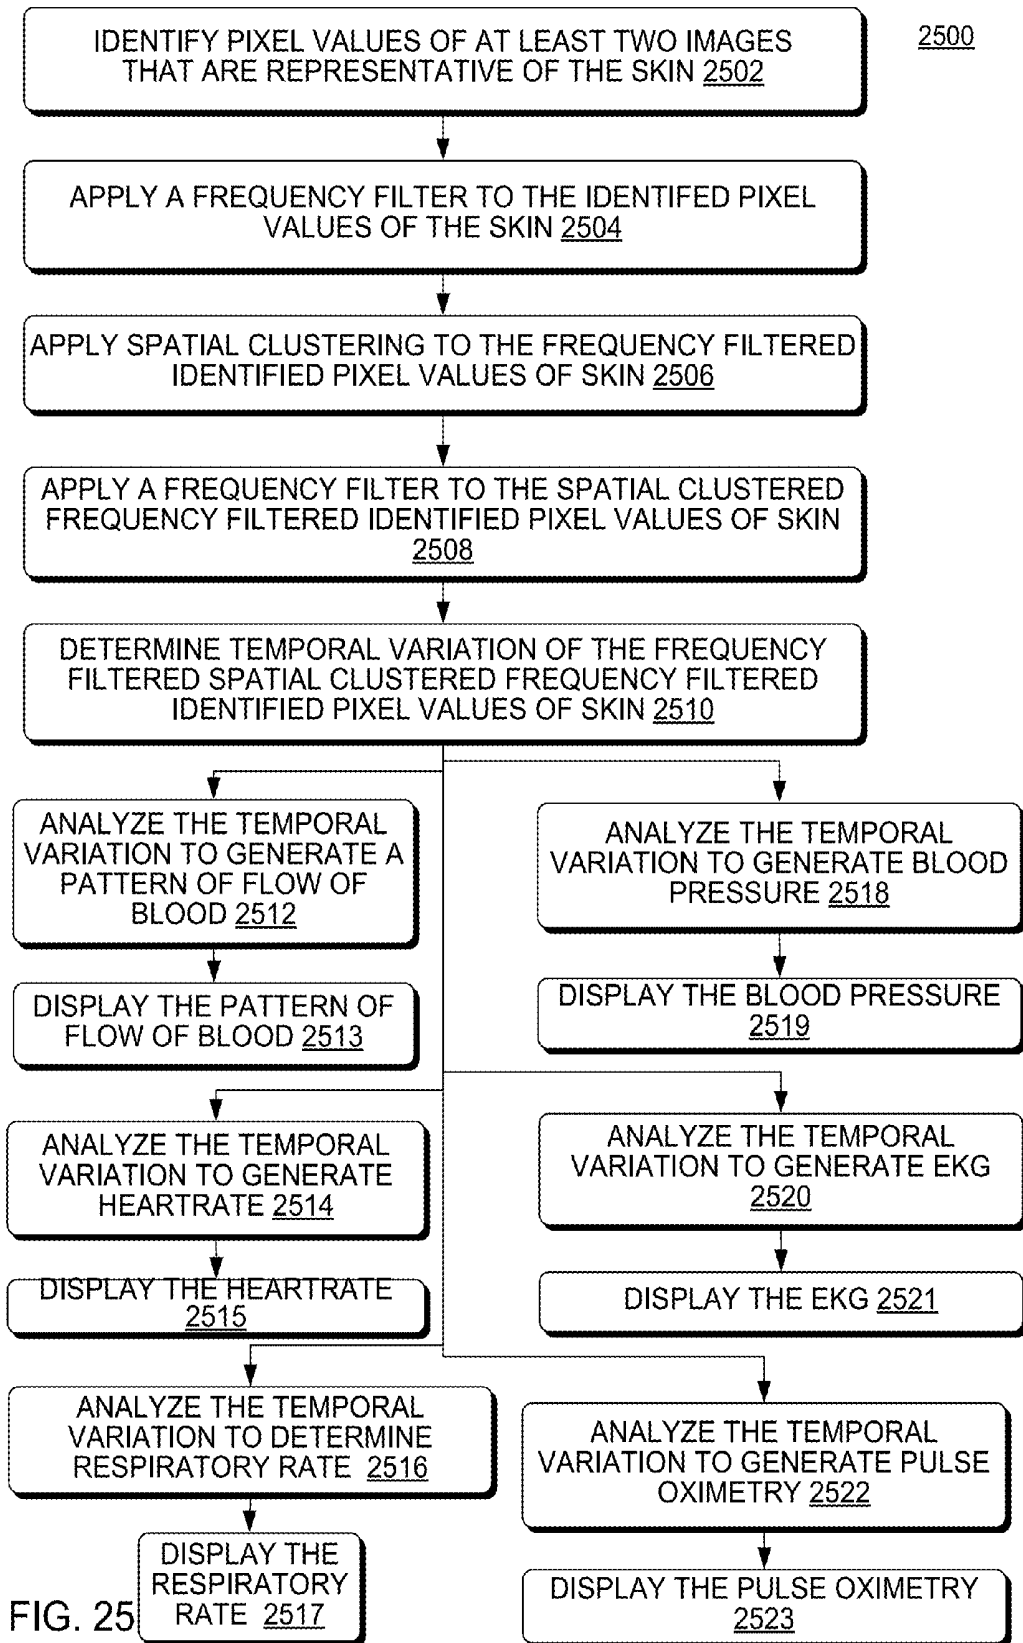 2500
IDENTIFY PIXEL VALUES OF AT LEAST TWO IMAGES
THAT ARE REPRESENTATIVE OF THE SKIN 2502
APPLY A FREQUENCY FILTER TO THE IDENTIFED PIXEL
VALUES OF THE SKIN 2504
APPLY SPATIAL CLUSTERING TO THE FREQUENCY FILTERED
IDENTIFIED PIXEL VALUES OF SKIN 2506
APPLY A FREQUENCY FILTER TO THE SPATIAL CLUSTERED
FREQUENCY FILTERED IDENTIFIED PIXEL VALUES OF SKIN
2508
DETERMINE TEMPORAL VARIATION OF THE FREQUENCY
FILTERED SPATIAL CLUSTERED FREQUENCY FILTERED
IDENTIFIED PIXEL VALUES OF SKIN 2510
ANALYZE THE TEMPORAL
VARIATION TO GENERATE A
PATTERN OF FLOW OF
BLOOD 2512
DISPLAY THE PATTERN OF
FLOW OF BLOOD 2513
ANALYZE THE TEMPORAL
VARIATION TO GENERATE BLOOD
PRESSURE 2518
DISPLAY THE BLOOD PRESSURE
2519
ANALYZE THE TEMPORAL
VARIATION TO GENERATE
HEARTRATE 2514
DISPLAY THE HEARTRATE
2515
ANALYZE THE TEMPORAL
VARIATION TO GENERATE EKG
2520
DISPLAY THE EKG 2521
ANALYZE THE TEMPORAL
VARIATION TO DETERMINE
RESPIRATORY RATE 2516
DISPLAY THE
RESPIRATORY
RATE 2517
ANALYZE THE TEMPORAL
VARIATION TO GENERATE PULSE
OXIMETRY 2522
DISPLAY THE PULSE OXIMETRY
2523
FIG. 25